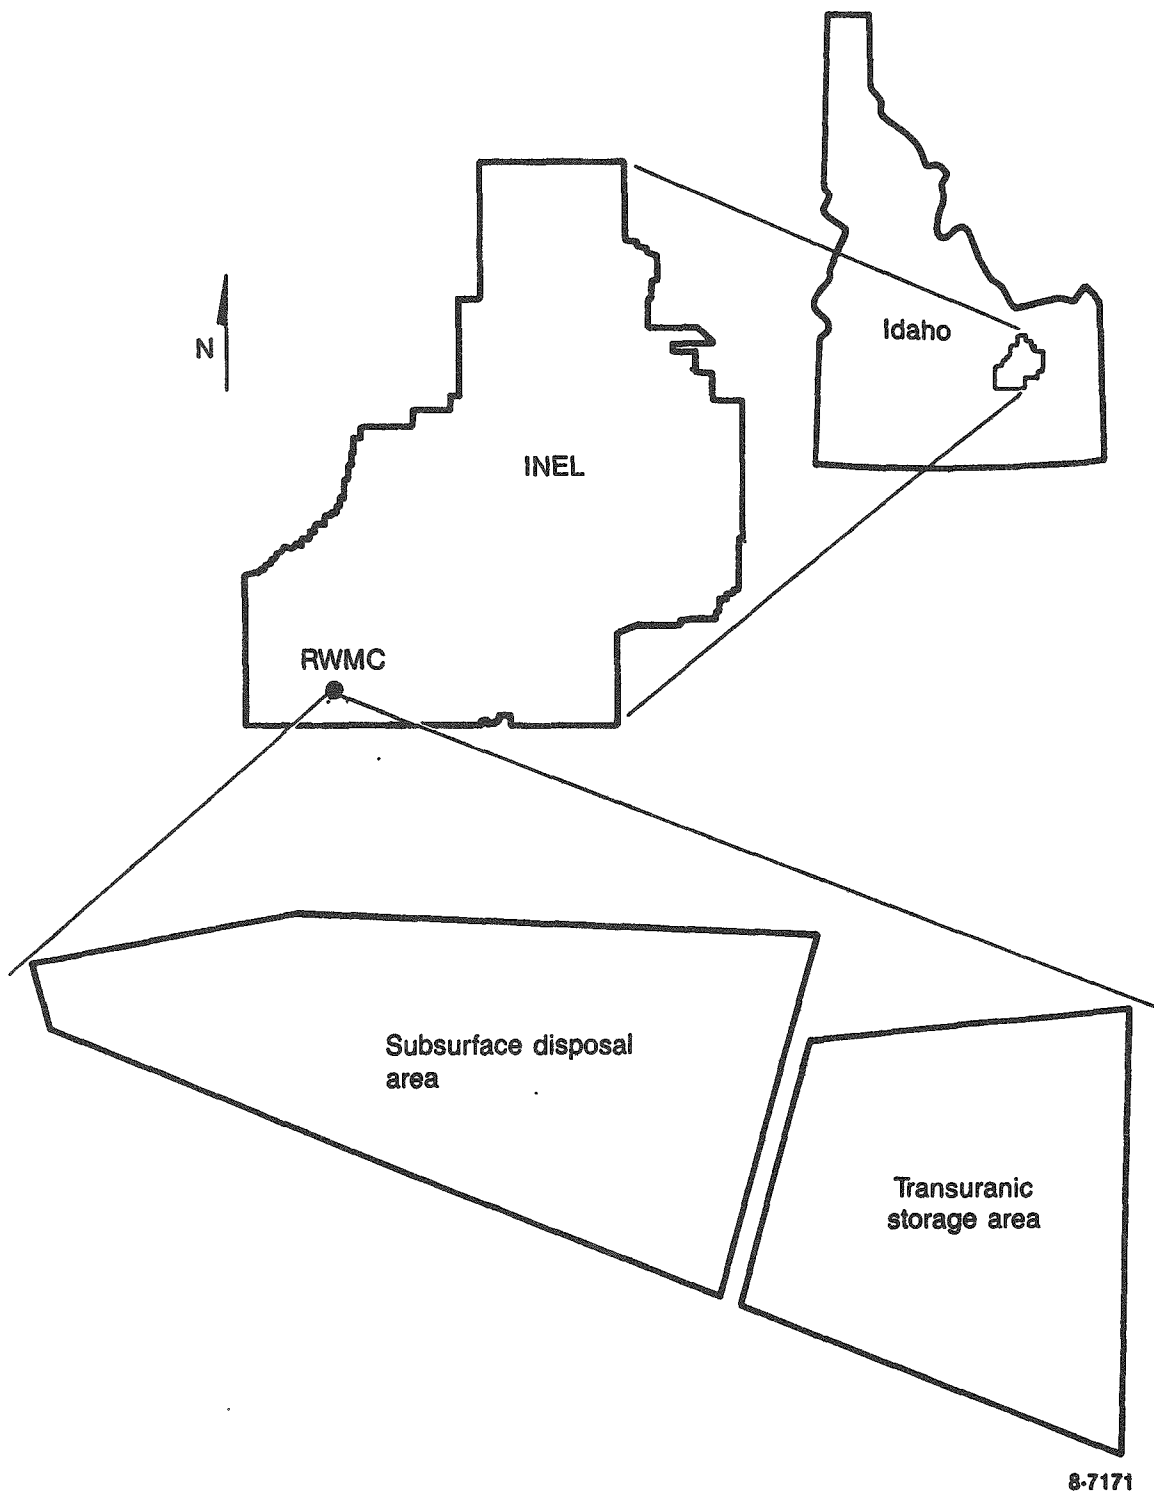 Idaho
N
INEL
RWMC
Subsurface disposal
area
Transuranic
storage area
8-7171